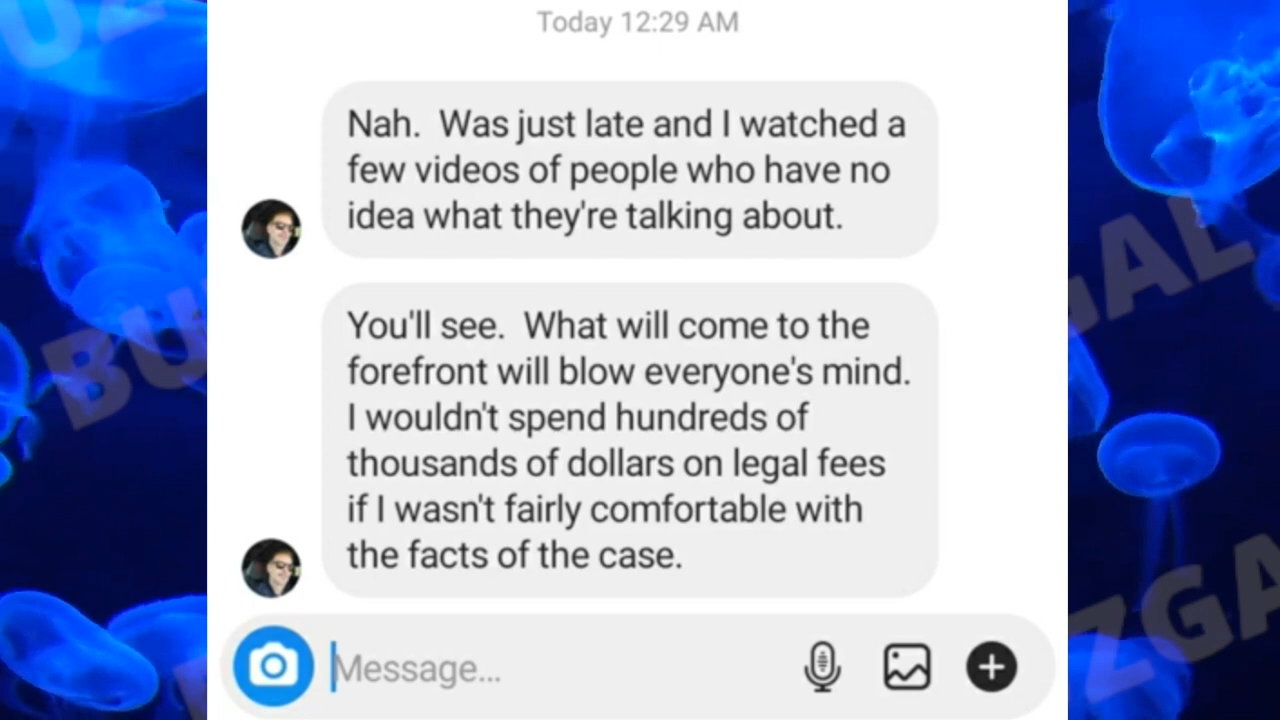 Today 12:29 AM
Nah.  Was just late and I watched a
few videos of people who have no
idea what they're talking about.
You'll see.  What will come to the
forefront will blow everyone's mind.
I wouldn't spend hundreds of
thousands of dollars on legal fees
if I wasn't fairly comfortable with
the facts of the case.
Message...